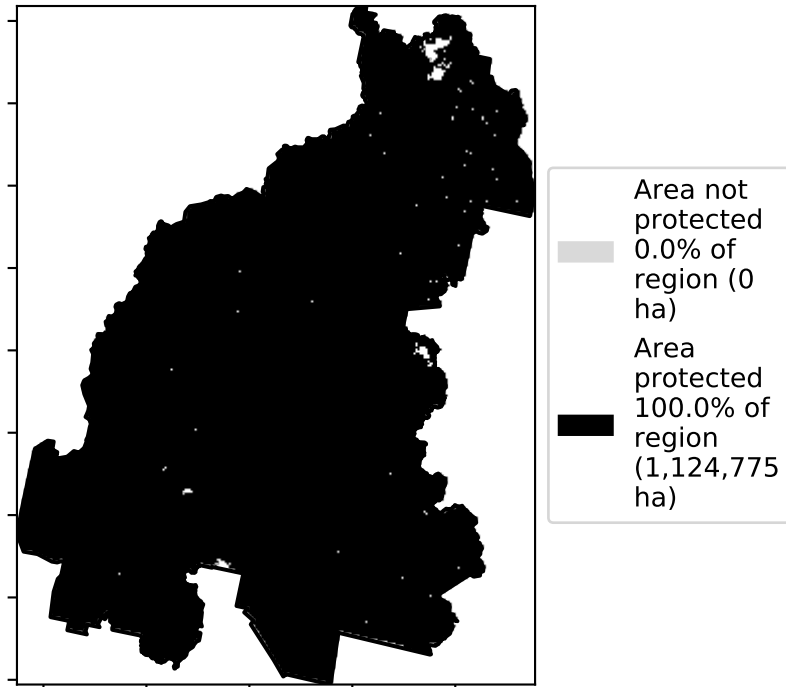 Area not
protected
0.0% of
region (0
ha)
Area
protected
100.0% of
region
(1,124,775
ha)